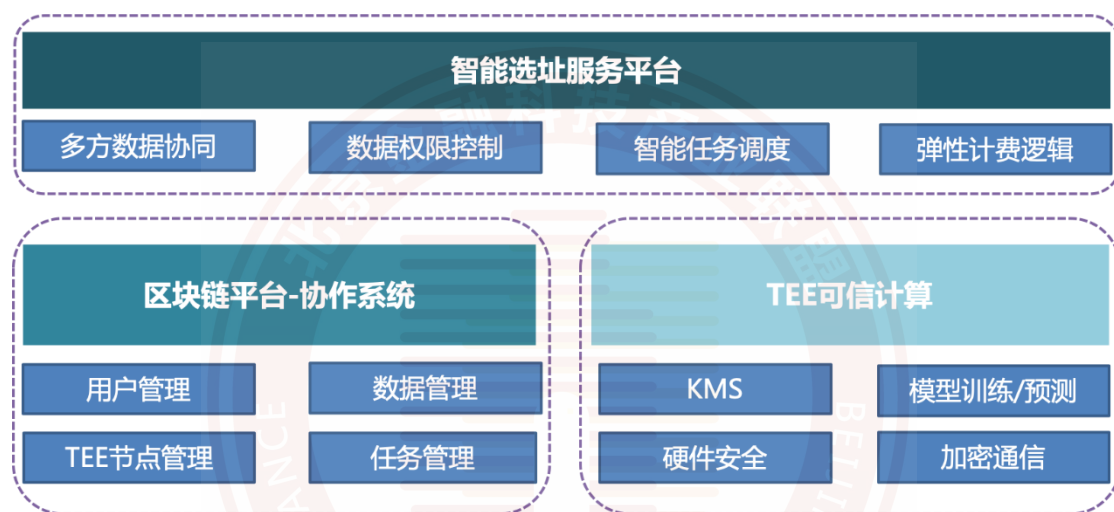 智能选址服务平台
多方数据协同 数据权限控制 智能任务调度 弹性计费逻辑
区块链平台-协作系统 TEE可信计算
用户管理 数据管理 KMS 模型训练/预测
TEE节点管理 任务管理 硬件安全 加密通信